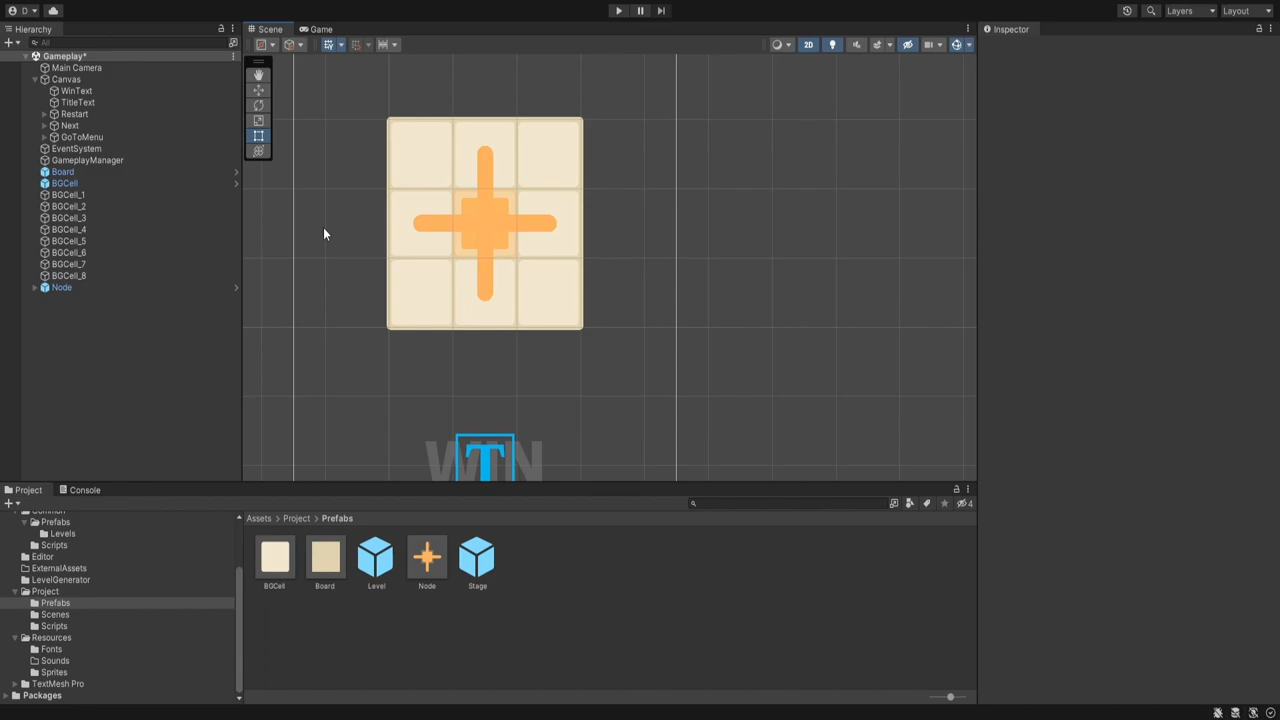 D
Layers
Layout
Hierarchy
Scene
Game
Inspector
All
Gameplay*
Main Camera
Canvas
WinText
TitleText
Restart
Next
GoToMenu
EventSystem
GameplayManager
Board
BGCell
BGCell_1
BGCell_2
BGCell_3
BGCell_4
BGCell_5
BGCell_6
BGCell_7
BGCell_8
Node
2D
WIN
T
Project
Console
4
Common
Prefabs
Levels
Scripts
Editor
ExternalAssets
LevelGenerator
Project
Prefabs
Scenes
Scripts
Resources
Fonts
Sounds
Sprites
TextMesh Pro
Packages
Assets > Project > Prefabs
BGCell
Board
Level
Node
Stage